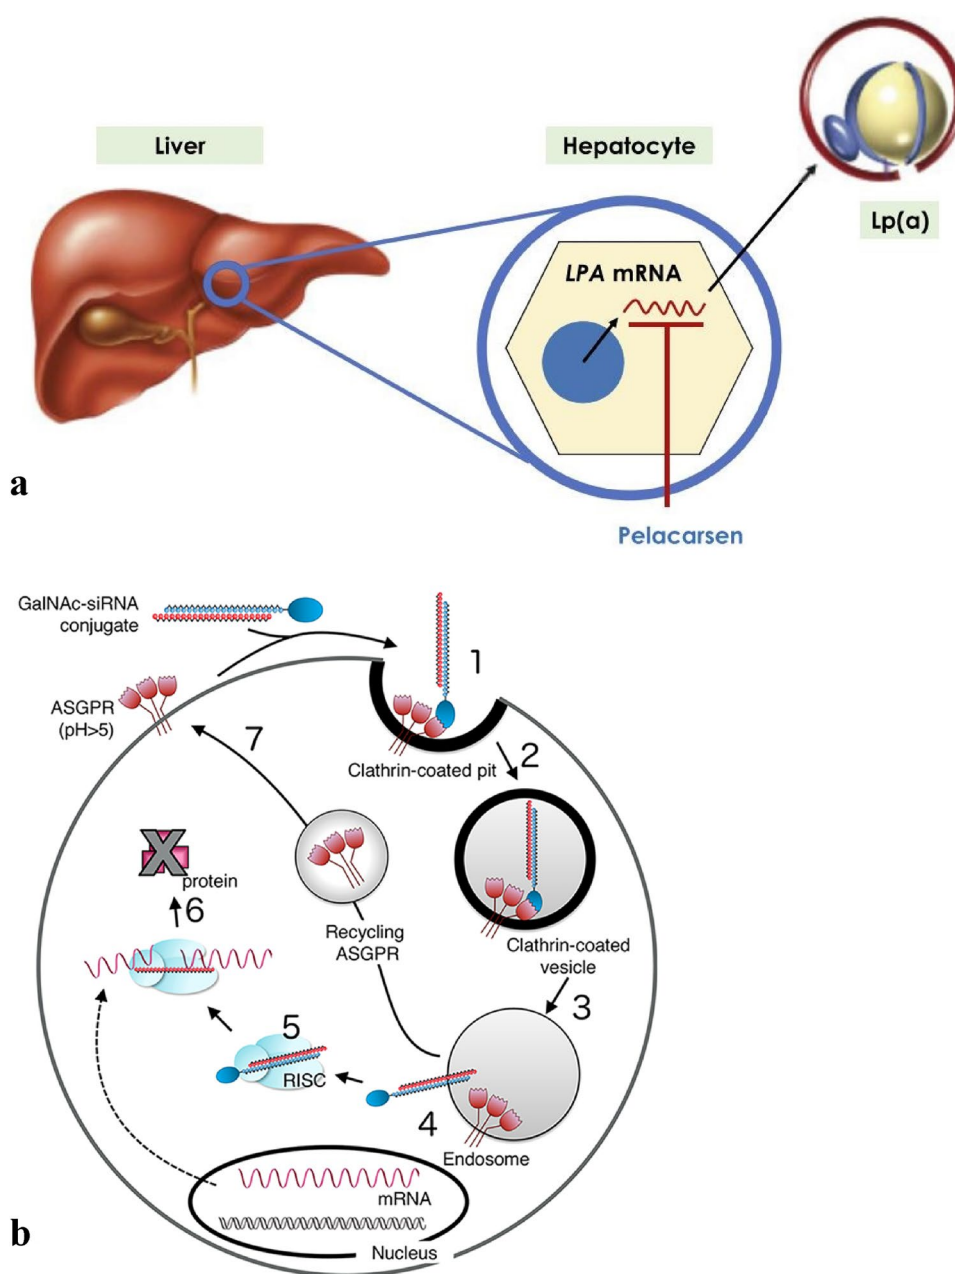 Liver
Hepatocyte
Lp(a)
LPA mRNA
a
Pelacarsen
GalNAc-siRNA
conjugate
1
ASGPR
(pH>5)
7
Clathrin-coated pit
2
protein
6
Recycling
ASGPR
Clathrin-coated
vesicle
3
5
RISC
4
Endosome
mRNA
Nucleus
b